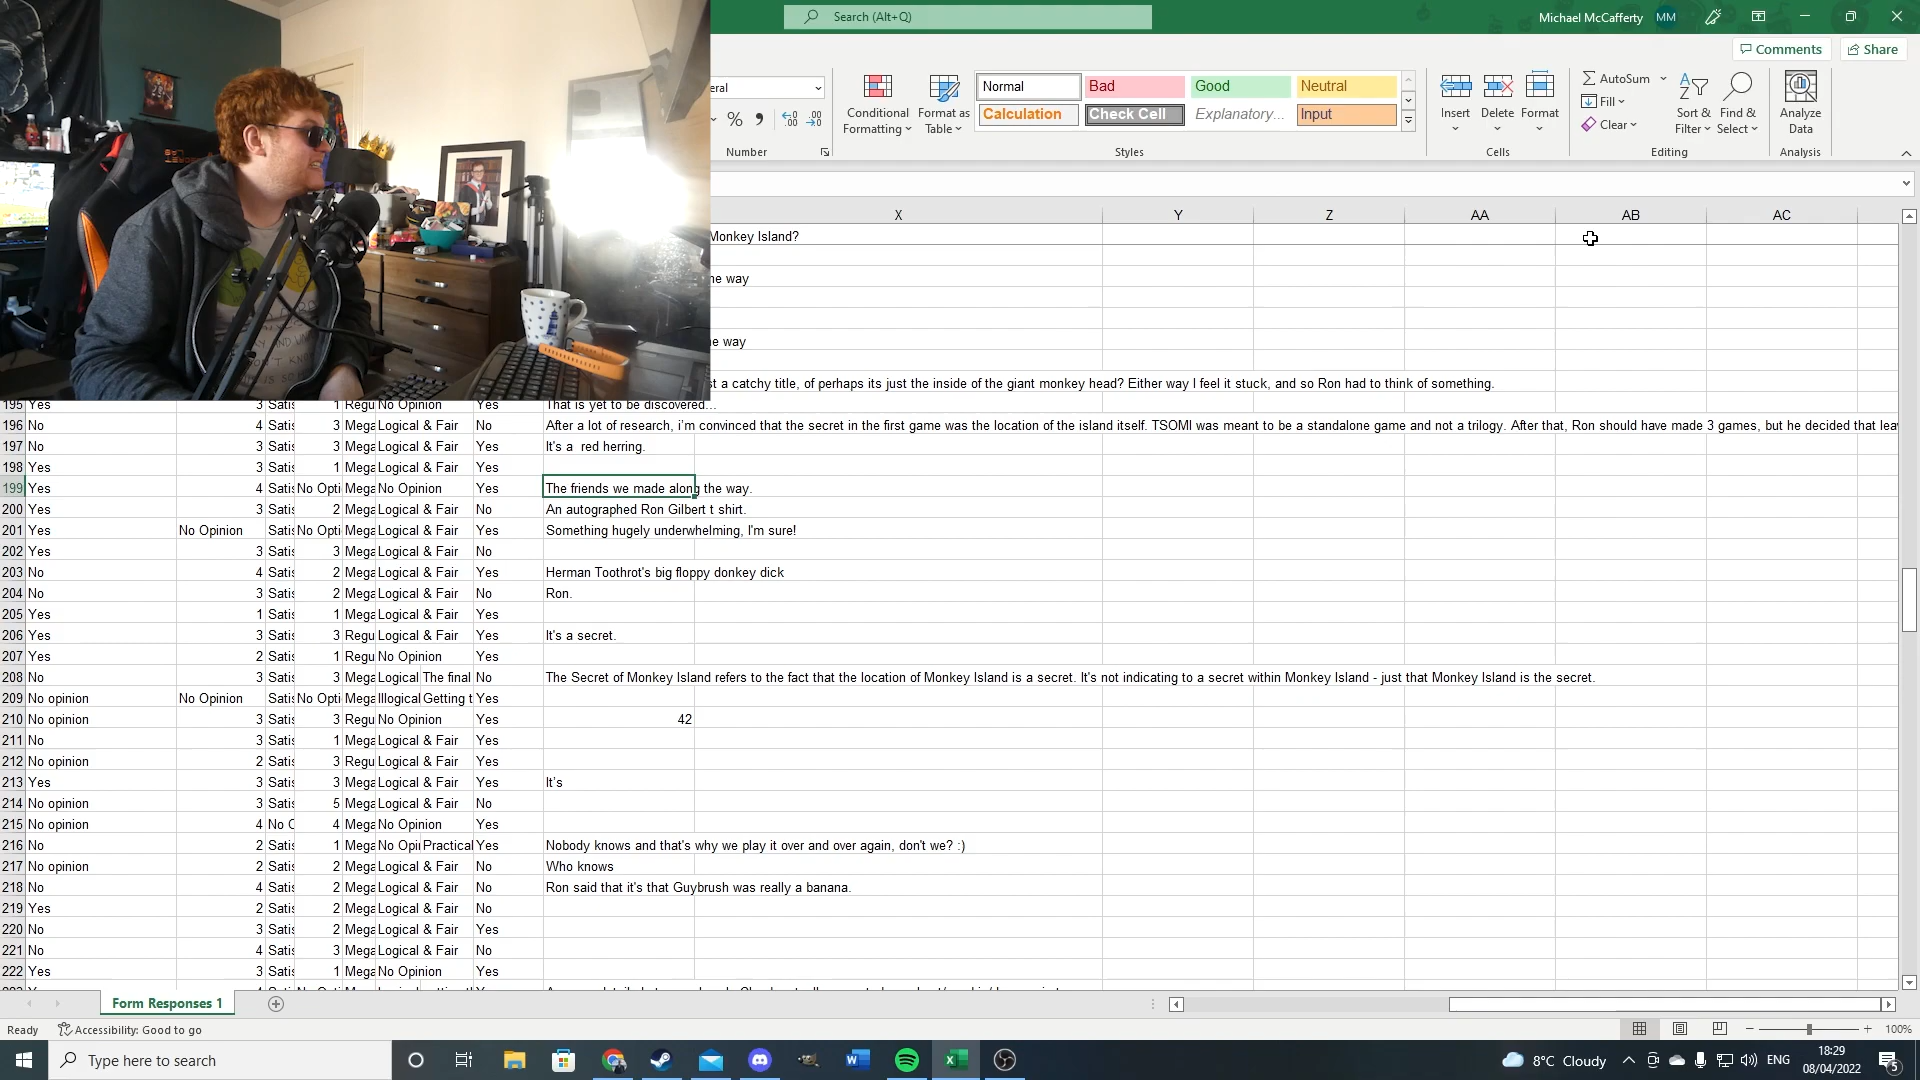 Search (Alt+Q)
Michael McCafferty MM
Comments Share
Normal Bad Good Neutral
Calculation Check Cell Explanatory... Input
Conditional Formatting
Format as Table
Insert Delete Format
AutoSum
Fill
Clear
Sort & Filter
Find & Select
Analyze Data
Number Styles Cells Editing Analysis
X Y Z AA AB AC
Monkey Island?
he way
he way
st a catchy title, of perhaps its just the inside of the giant monkey head? Either way I feel it stuck, and so Ron had to think of something.
195 Yes 3 Satis 1 Regu No Opinion Yes That is yet to be discovered...
196 No 4 Satis 3 Mega Logical & Fair No After a lot of research, i'm convinced that the secret in the first game was the location of the island itself. TSOMI was meant to be a standalone game and not a trilogy. After that, Ron should have made 3 games, but he decided that lea
197 No 3 Satis 3 Mega Logical & Fair Yes It's a red herring.
198 Yes 3 Satis 1 Mega Logical & Fair Yes
199 Yes 4 Satis No Opti Mega No Opinion Yes The friends we made along the way.
200 Yes 3 Satis 2 Mega Logical & Fair No An autographed Ron Gilbert t shirt.
201 Yes No Opinion Satis No Opti Mega Logical & Fair Yes Something hugely underwhelming, I'm sure!
202 Yes 3 Satis 3 Mega Logical & Fair No
203 No 4 Satis 2 Mega Logical & Fair Yes Herman Toothrot's big floppy donkey dick
204 No 3 Satis 2 Mega Logical & Fair No Ron.
205 Yes 1 Satis 1 Mega Logical & Fair Yes
206 Yes 3 Satis 3 Regu Logical & Fair Yes It's a secret.
207 Yes 2 Satis 1 Regu No Opinion Yes
208 No 3 Satis 3 Mega Logical The final No The Secret of Monkey Island refers to the fact that the location of Monkey Island is a secret. It's not indicating to a secret within Monkey Island - just that Monkey Island is the secret.
209 No opinion No Opinion Satis No Opti Mega Illogical Getting t Yes
210 No opinion 3 Satis 3 Regu No Opinion Yes 42
211 No 3 Satis 1 Mega Logical & Fair Yes
212 No opinion 2 Satis 3 Regu Logical & Fair Yes
213 Yes 3 Satis 3 Mega Logical & Fair Yes It's
214 No opinion 3 Satis 5 Mega Logical & Fair No
215 No opinion 4 No O 4 Mega No Opinion Yes
216 No 2 Satis 1 Mega No Opi Practical Yes Nobody knows and that's why we play it over and over again, don't we? :)
217 No opinion 2 Satis 2 Mega Logical & Fair No Who knows
218 No 4 Satis 2 Mega Logical & Fair No Ron said that it's that Guybrush was really a banana.
219 Yes 2 Satis 2 Mega Logical & Fair No
220 No 3 Satis 2 Mega Logical & Fair Yes
221 No 4 Satis 3 Mega Logical & Fair No
222 Yes 3 Satis 1 Mega No Opinion Yes
Form Responses 1
Ready Accessibility: Good to go 100%
Type here to search
8°C Cloudy ENG 18:29
08/04/2022 5